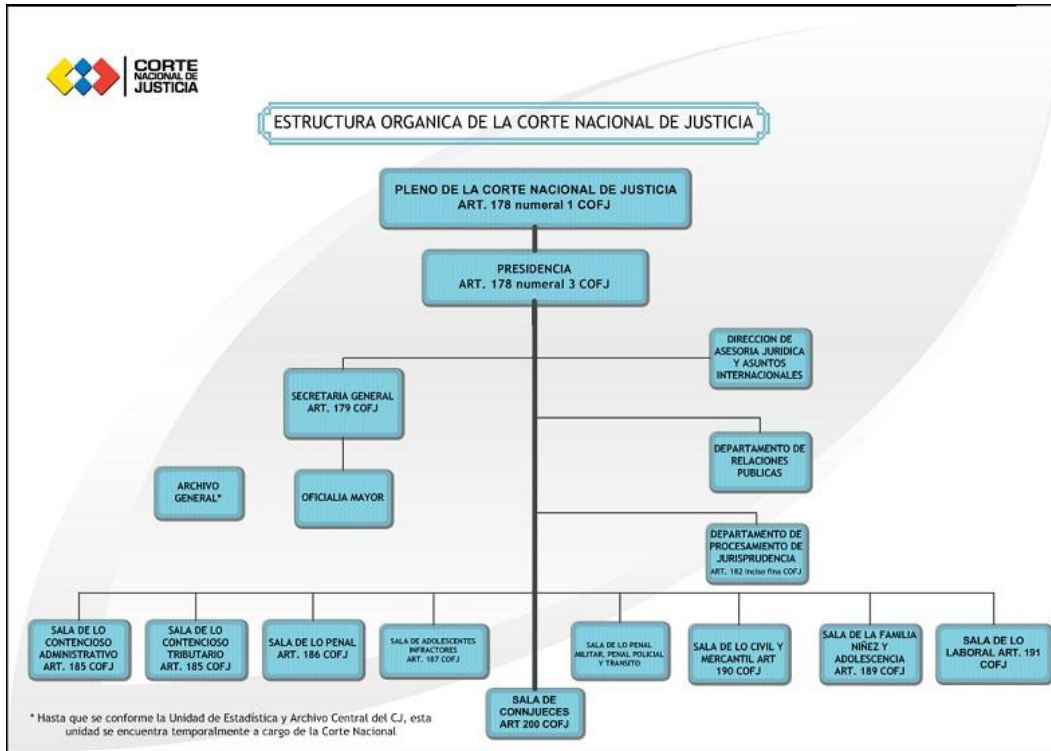 CORTE
NACIONAL DE
JUSTICIA
ESTRUCTURA ORGANICA DE LA CORTE NACIONAL DE JUSTICIA
PLENO DE LA CORTE NACIONAL DE JUSTICIA
ART. 178 numeral 1 COFJ
PRESIDENCIA
ART. 178 numeral 3 COFJ
DIRECCION DE
ASESORIA JURIDICA
Y ASUNTOS
INTERNACIONALES
SECRETARIA GENERAL
ART. 179 COFJ
DEPARTAMENTO DE
RELACIONES
PUBLICAS
ARCHIVO
GENERAL*
OFICIALIA MAYOR
DEPARTAMENTO DE
PROCESAMIENTO DE
JURISPRUDENCIA
ART. 182 inciso fina COFJ
SALA DE LO
CONTENCIOSO
ADMINISTRATIVO
ART. 185 COFJ
SALA DE LO
CONTENCIOSO
TRIBUTARIO
ART. 185 COFJ
SALA DE LO PENAL
ART. 186 COFJ
SALA DE ADOLESCENTES
INFRACTORES
ART. 187 COFJ
SALA DE LO PENAL
MILITAR, PENAL POLICIAL
Y TRANSITO
SALA DE LO CIVIL Y
MERCANTIL ART
190 COFJ
SALA DE LA FAMILIA
NIÑEZ Y
ADOLESCENCIA
ART. 189 COFJ
SALA DE LO
LABORAL ART. 191
COFJ
SALA DE
CONNJUECES
ART 200 COFJ
* Hasta que se conforme la Unidad de Estadística y Archivo Central del CJ, esta
unidad se encuentra temporalmente a cargo de la Corte Nacional